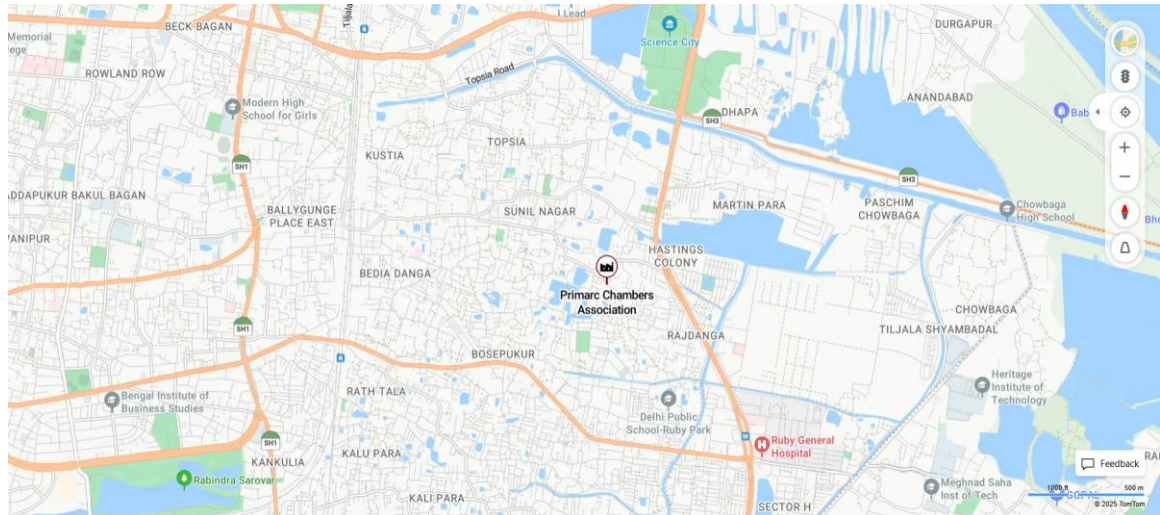 I Lead
DURGAPUR
BECK BAGAN
Tiljala
Memorial
Science City
ROWLAND ROW
Topsia Road
ANANDABAD
Modern High
School for Girls
DHAPA
SH3
Bab
TOPSIA
KUSTIA
SH1
SH3
ADDAPUKUR BAKUL BAGAN
BALLYGUNGE
PLACE EAST
SUNIL NAGAR
MARTIN PARA
PASCHIM
CHOWBAGA
Chowbaga
High School
WANIPUR
HASTINGS
COLONY
BEDIA DANGA
Primarc Chambers
Association
CHOWBAGA
TILJALA SHYAMBADAL
SH1
RAJDANGA
BOSEPUKUR
RATH TALA
Heritage
Institute of
Technology
Bengal Institute of
Business Studies
Delhi Public
School-Ruby Park
SH1
Ruby General
Hospital
KANKULIA
KALU PARA
Feedback
Rabindra Sarovar
KALI PARA
Meghnad Saha
Inst of Tech
1000 ft
500 m
GOPAL
SECTOR H
© 2025 TomTom